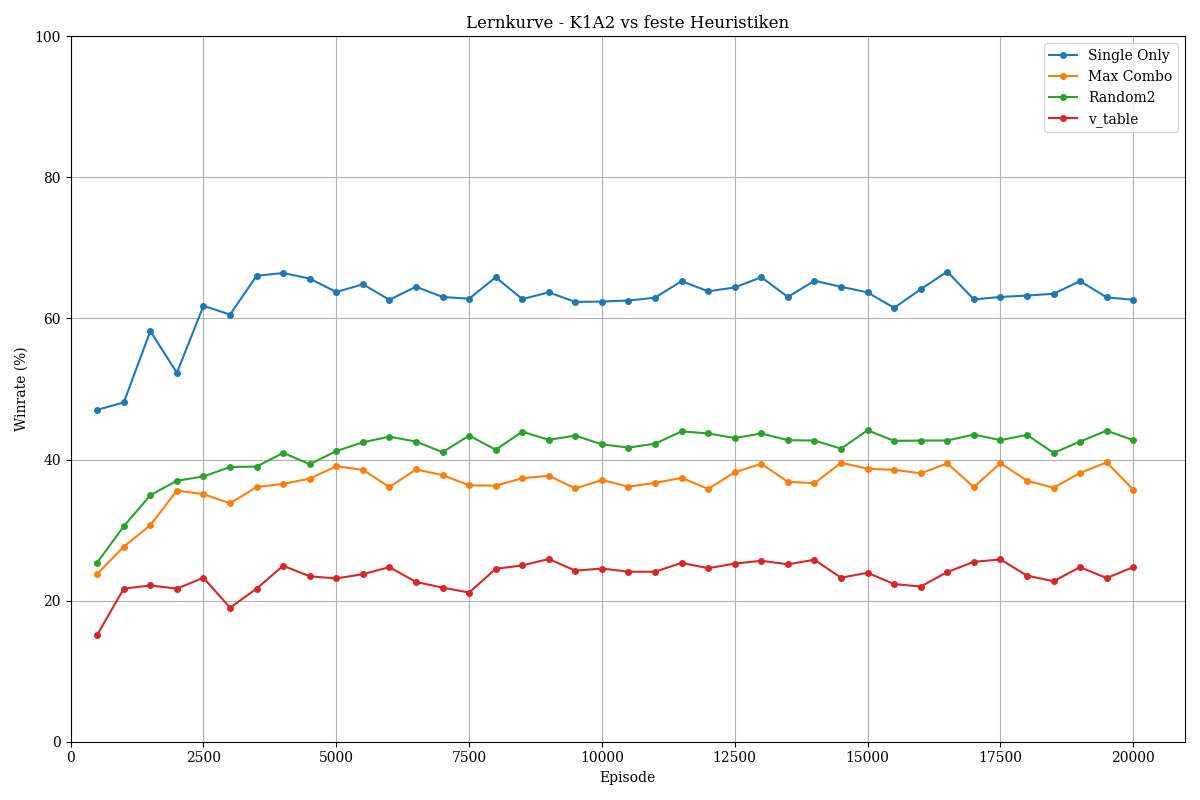 Lernkurve - K1A2 vs feste Heuristiken
100
80
60
40
20
0
Winrate (%)
Single Only
Max Combo
Random2
v_table
0 2500 5000 7500 10000 12500 15000 17500 20000
Episode